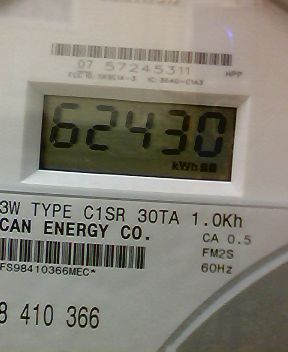 07 57245311 HPP
62430
kWh
3W TYPE C1SR 30TA 1.0Kh
CAN ENERGY CO. CA 0.5
FM2S
FS98410366MEC* 60Hz
8 410 366